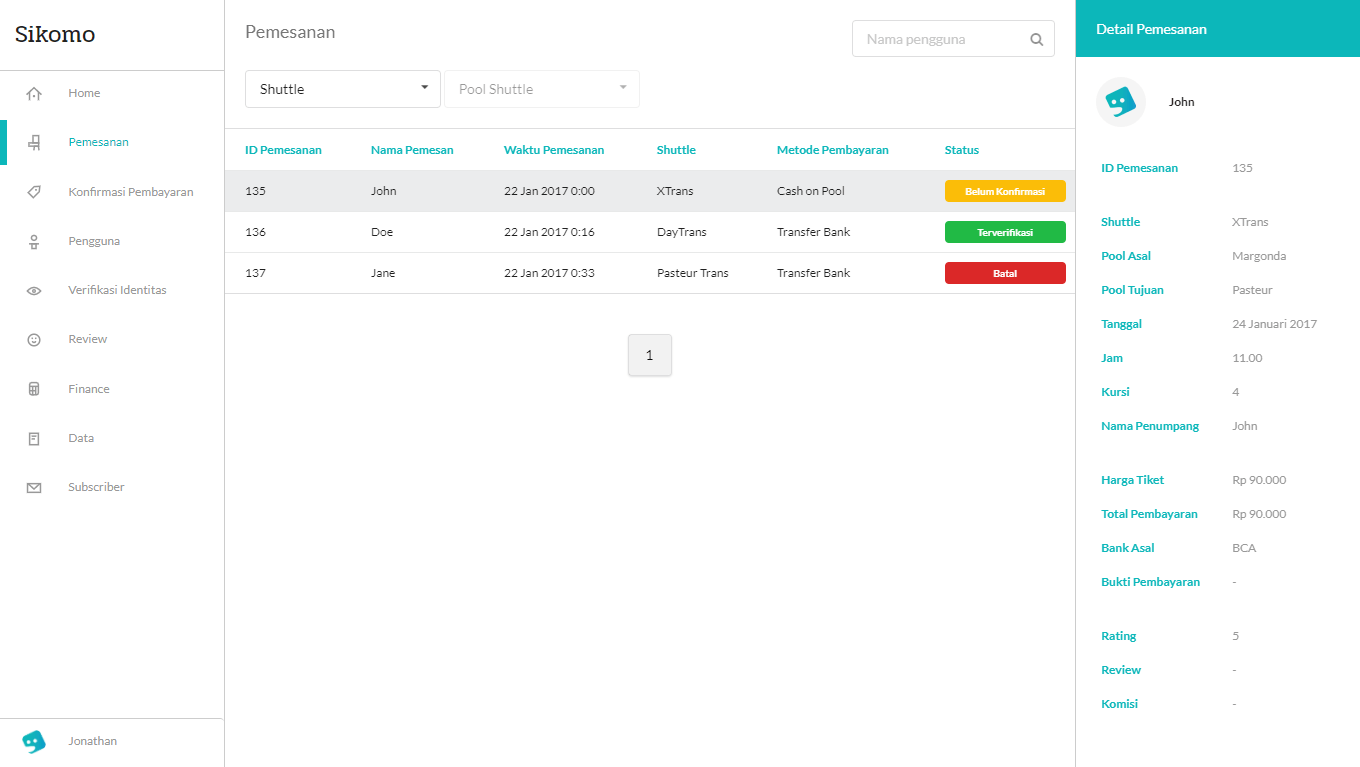 Sikomo
Home
Pemesanan
Konfirmasi Pembayaran
Pengguna
Verifikasi Identitas
Review
Finance
Data
Subscriber
Jonathan
Pemesanan
Nama pengguna
Shuttle Pool Shuttle
ID Pemesanan Nama Pemesan Waktu Pemesanan Shuttle Metode Pembayaran Status
135 John 22 Jan 2017 0:00 XTrans Cash on Pool Belum Konfirmasi
136 Doe 22 Jan 2017 0:16 DayTrans Transfer Bank Terverifikasi
137 Jane 22 Jan 2017 0:33 Pasteur Trans Transfer Bank Batal
1
Detail Pemesanan
John
ID Pemesanan 135
Shuttle XTrans
Pool Asal Margonda
Pool Tujuan Pasteur
Tanggal 24 Januari 2017
Jam 11.00
Kursi 4
Nama Penumpang John
Harga Tiket Rp 90.000
Total Pembayaran Rp 90.000
Bank Asal BCA
Bukti Pembayaran -
Rating 5
Review -
Komisi -